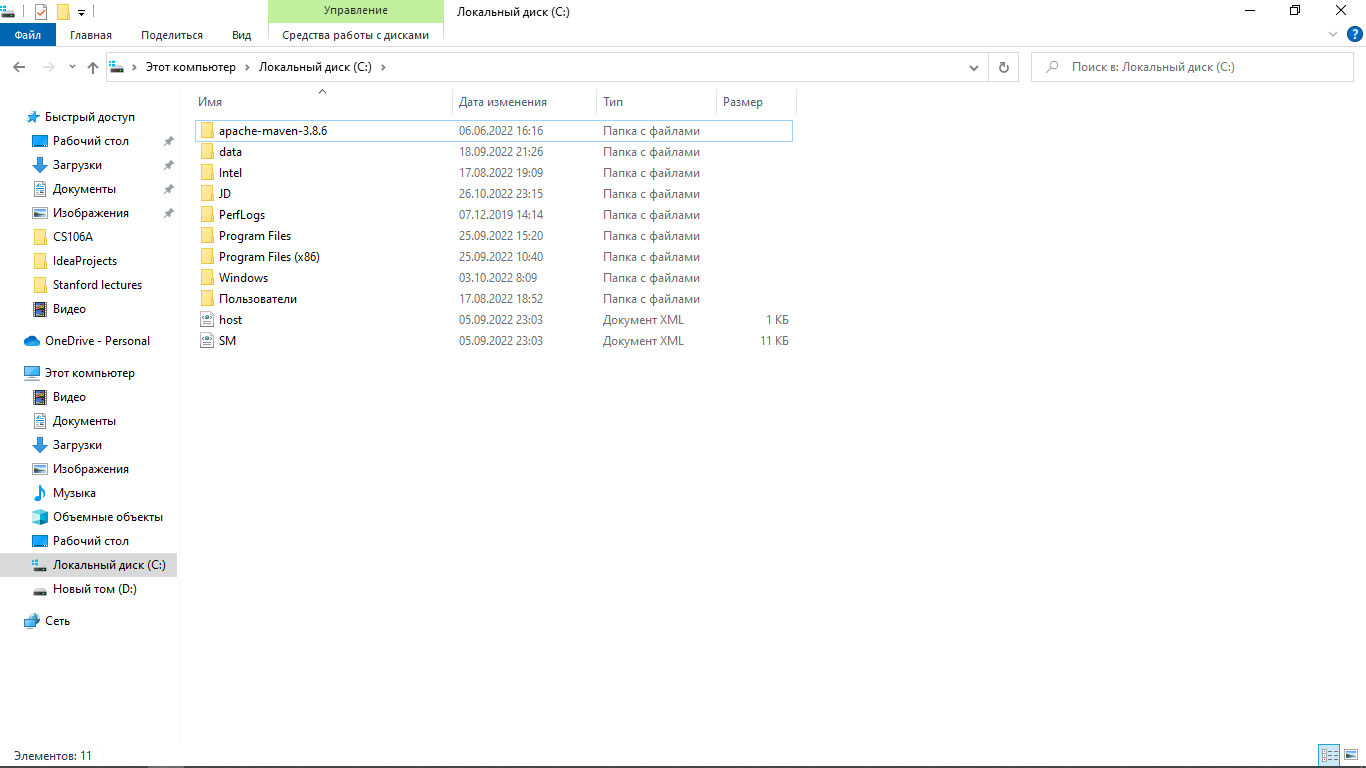 Управление
Локальный диск (C:)
Файл
Главная
Поделиться
Вид
Средства работы с дисками
?
Этот компьютер
Локальный диск (C:)
Поиск в: Локальный диск (C:)
Имя Дата изменения Тип Размер
Быстрый доступ
Рабочий стол
Загрузки
Документы
Изображения
CS106A
IdeaProjects
Stanford lectures
Видео
OneDrive - Personal
Этот компьютер
Видео
Документы
Загрузки
Изображения
Музыка
Объемные объекты
Рабочий стол
Локальный диск (C:)
Новый том (D:)
Сеть
apache-maven-3.8.6 06.06.2022 16:16 Папка с файлами
data 18.09.2022 21:26 Папка с файлами
Intel 17.08.2022 19:09 Папка с файлами
JD 26.10.2022 23:15 Папка с файлами
PerfLogs 07.12.2019 14:14 Папка с файлами
Program Files 25.09.2022 15:20 Папка с файлами
Program Files (x86) 25.09.2022 10:40 Папка с файлами
Windows 03.10.2022 8:09 Папка с файлами
Пользователи 17.08.2022 18:52 Папка с файлами
host 05.09.2022 23:03 Документ XML 1 КБ
SM 05.09.2022 23:03 Документ XML 11 КБ
Элементов: 11